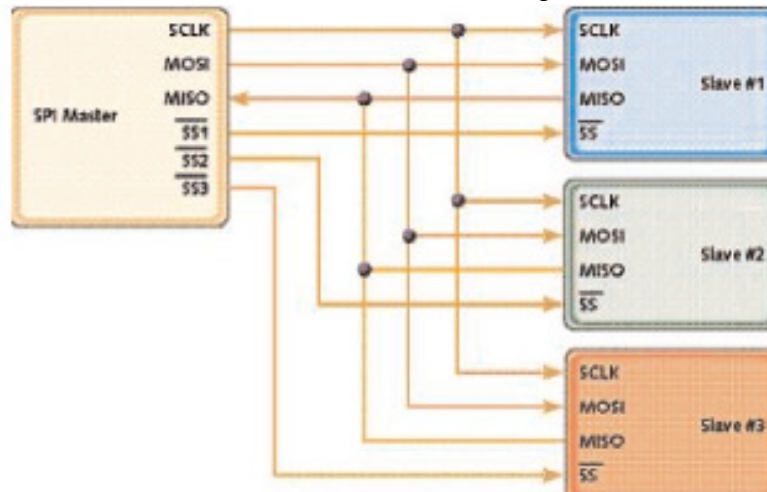 SCLK
MOSI
MISO
SPI Master
SS1
SS2
SS3
SCLK
MOSI
Slave #1
MISO
SS
SCLK
MOSI
Slave #2
MISO
SS
SCLK
MOSI
Slave #3
MISO
SS